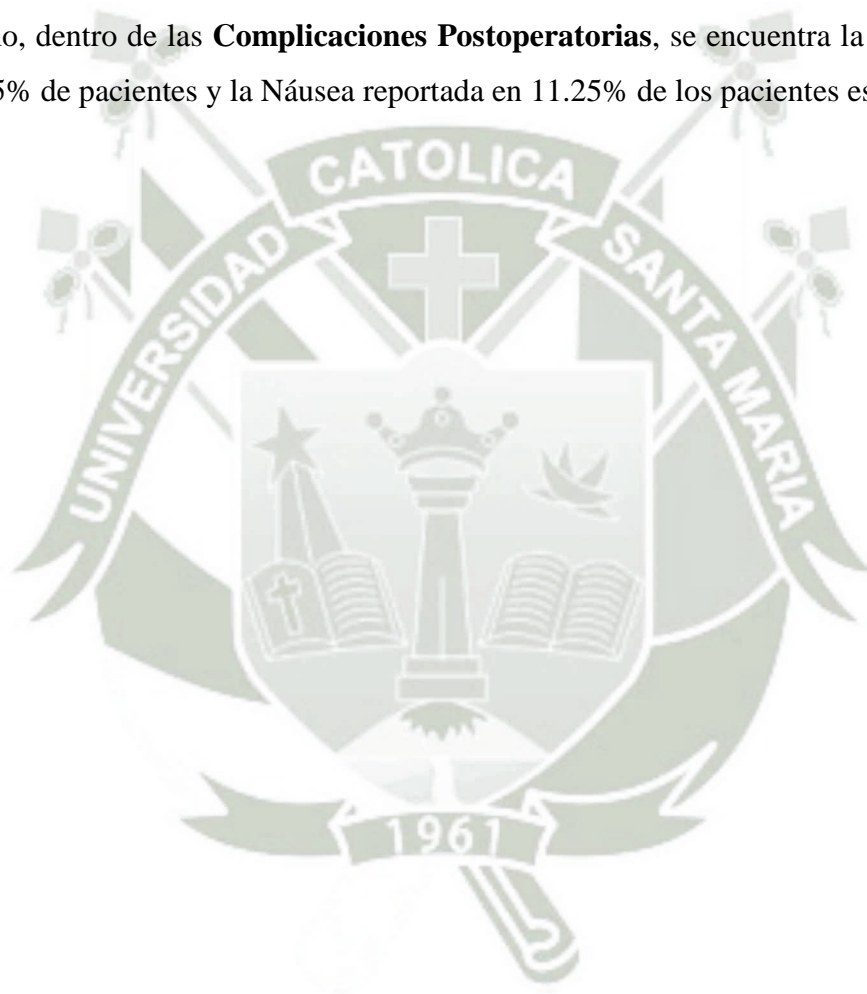 o, dentro de las Complicaciones Postoperatorias, se encuentra la
5% de pacientes y la Náusea reportada en 11.25% de los pacientes es
UNIVERSIDAD CATOLICA SANTA MARIA
1961